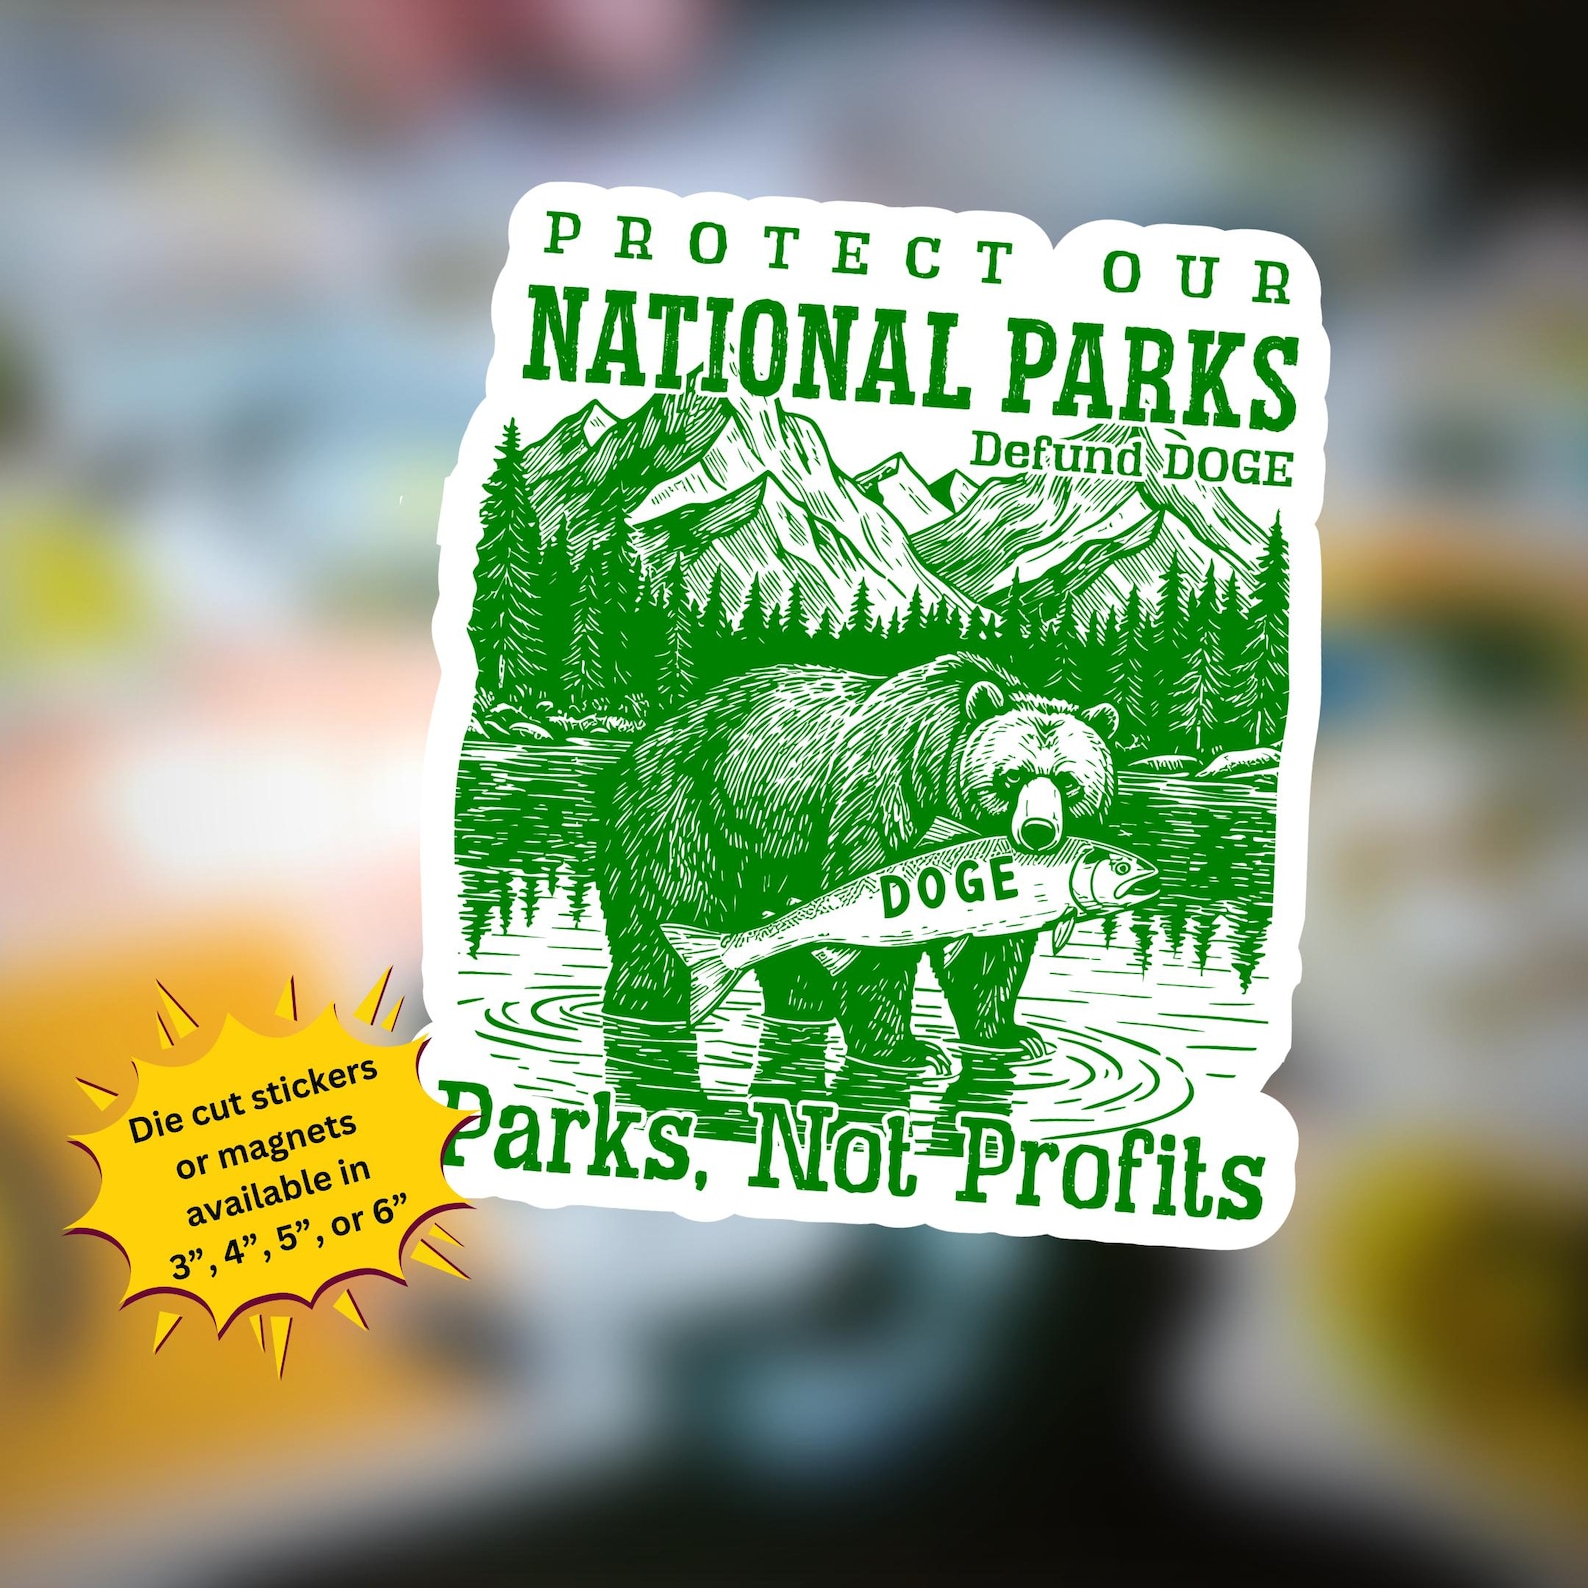 PROTECT OUR
NATIONAL PARKS
Defund DOGE
DOGE
Parks, Not Profits
Die cut stickers
or magnets
available in
3”, 4”, 5”, or 6”